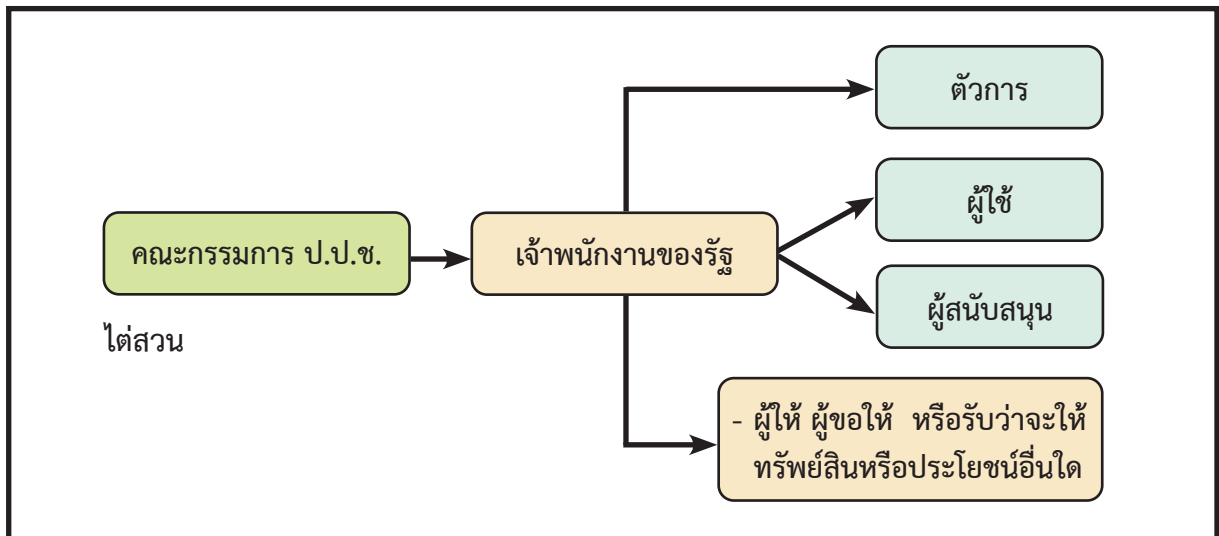 ตัวการ
ผู้ใช้
คณะกรรมการ ป.ป.ช.
เจ้าพนักงานของรัฐ
ผู้สนับสนุน
ไต่สวน
- ผู้ให้ ผู้ขอให้ หรือรับว่าจะให้
ทรัพย์สินหรือประโยชน์อื่นใด